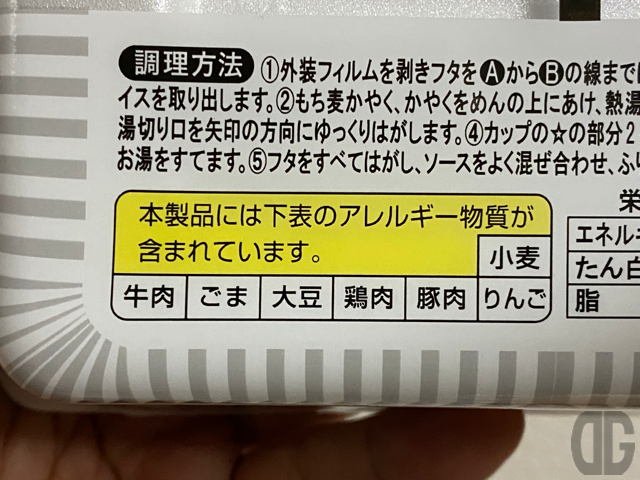 調理方法 ①外装フィルムを剥きフタをⒶからⒷの線まで
イスを取り出します。②もち麦かやく、かやくをめんの上にあけ、熱湯
湯切り口を矢印の方向にゆっくりはがします。④カップの☆の部分2
お湯をすてます。⑤フタをすべてはがし、ソースをよく混ぜ合わせ、ふり
本製品には下表のアレルギー物質が
含まれています。
小麦
牛肉 ごま 大豆 鶏肉 豚肉 りんご
栄
エネルギ
たん白
脂
DG